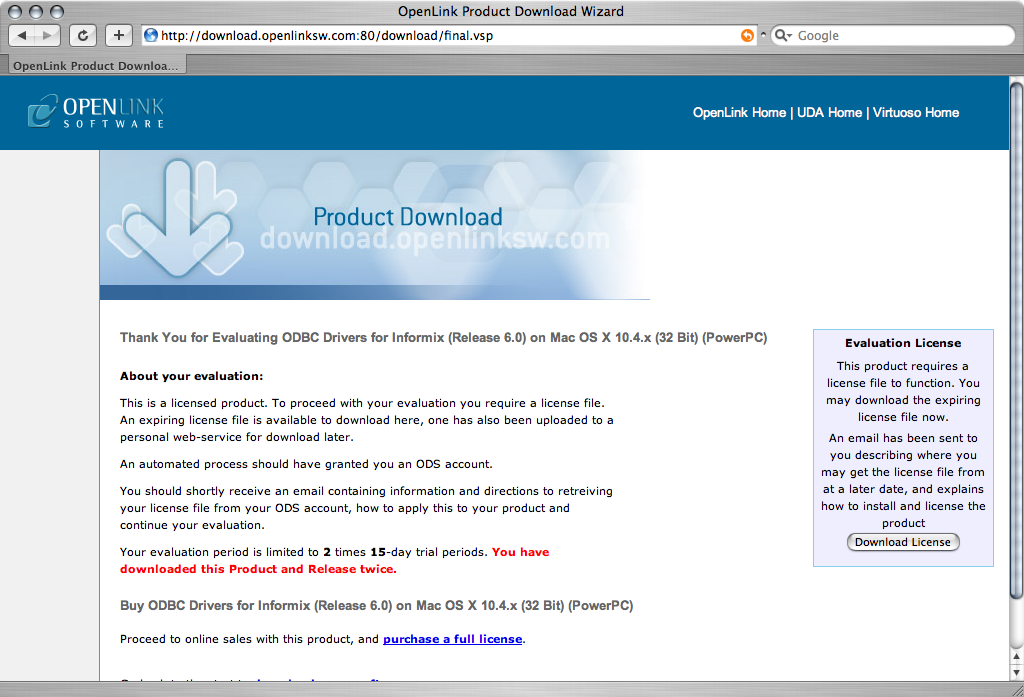 OpenLink Product Download Wizard
http://download.openlinksw.com:80/download/final.vsp
Google
OpenLink Product Downloa...
OPENLINK
SOFTWARE
OpenLink Home | UDA Home | Virtuoso Home
Product Download
download.openlinksw.com
Thank You for Evaluating ODBC Drivers for Informix (Release 6.0) on Mac OS X 10.4.x (32 Bit) (PowerPC)
About your evaluation:
This is a licensed product. To proceed with your evaluation you require a license file.
An expiring license file is available to download here, one has also been uploaded to a
personal web-service for download later.
An automated process should have granted you an ODS account.
You should shortly receive an email containing information and directions to retreiving
your license file from your ODS account, how to apply this to your product and
continue your evaluation.
Your evaluation period is limited to 2 times 15-day trial periods. You have
downloaded this Product and Release twice.
Buy ODBC Drivers for Informix (Release 6.0) on Mac OS X 10.4.x (32 Bit) (PowerPC)
Proceed to online sales with this product, and purchase a full license.
Evaluation License
This product requires a
license file to function. You
may download the expiring
license file now.
An email has been sent to
you describing where you
may get the license file from
at a later date, and explains
how to install and license the
product
Download License